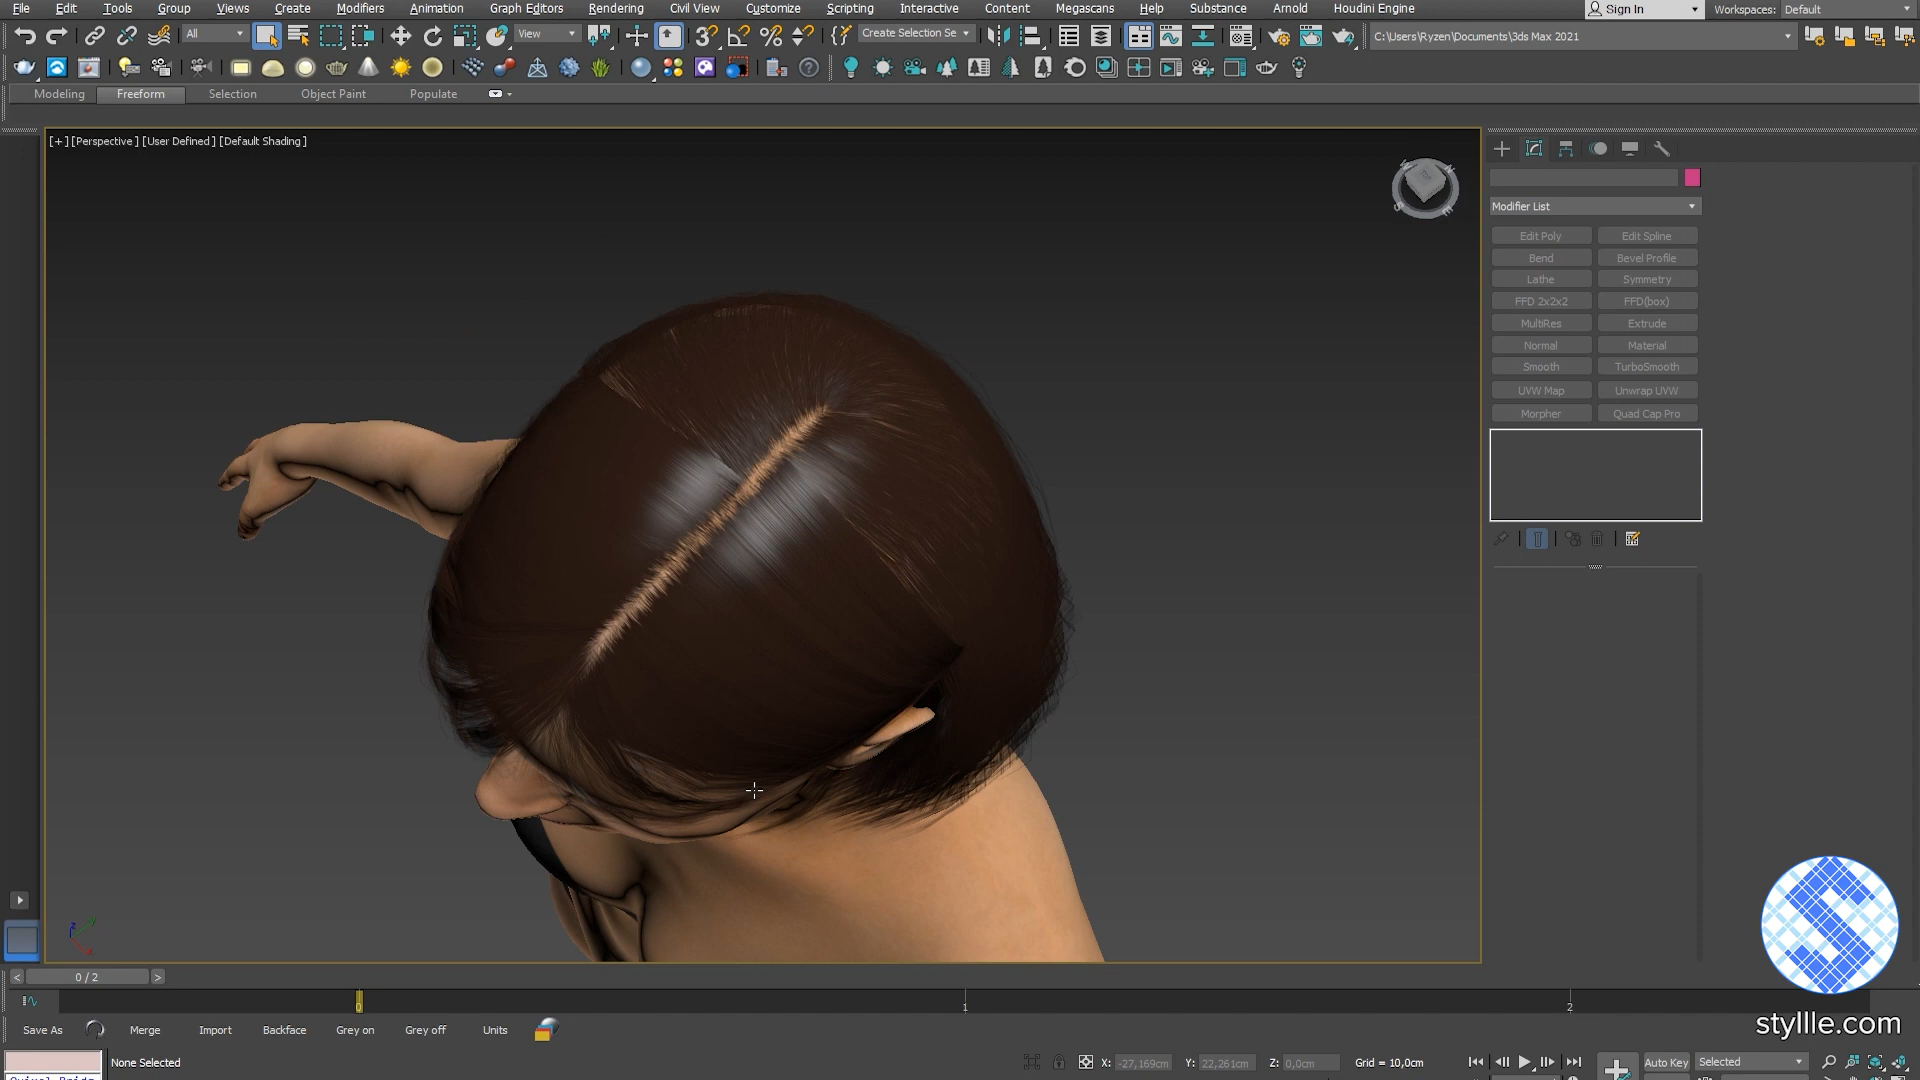 File Edit Tools Group Views Create Modifiers Animation Graph Editors Rendering Civil View Customize Scripting Interactive Content Megascans Help Substance Arnold Houdini Engine Sign In Workspaces: Default
All View Create Selection Se C:\Users\Ryzen\Documents\3ds Max 2021
Modeling Freeform Selection Object Paint Populate
[+] [Perspective] [User Defined] [Default Shading]
Modifier List
Edit Poly Edit Spline
Bend Bevel Profile
Lathe Symmetry
FFD 2x2x2 FFD(box)
MultiRes Extrude
Normal Material
Smooth TurboSmooth
UVW Map Unwrap UVW
Morpher Quad Cap Pro
< 0 / 2 >
0 1 2
styllle.com
Save As Merge Import Backface Grey on Grey off Units
None Selected X: -27,169cm Y: 22,261cm Z: 0,0cm Grid = 10,0cm Auto Key Selected